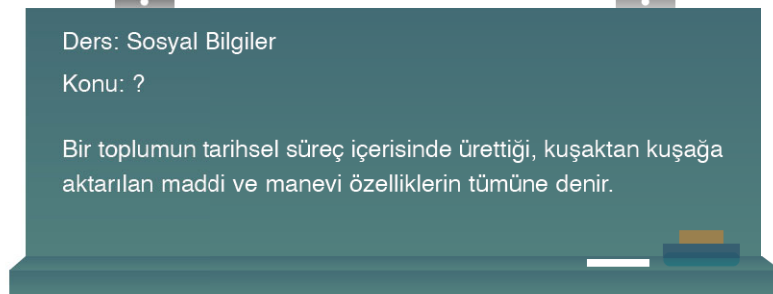 Ders: Sosyal Bilgiler
Konu: ?
Bir toplumun tarihsel süreç içerisinde ürettiği, kuşaktan kuşağa
aktarılan maddi ve manevi özelliklerin tümüne denir.